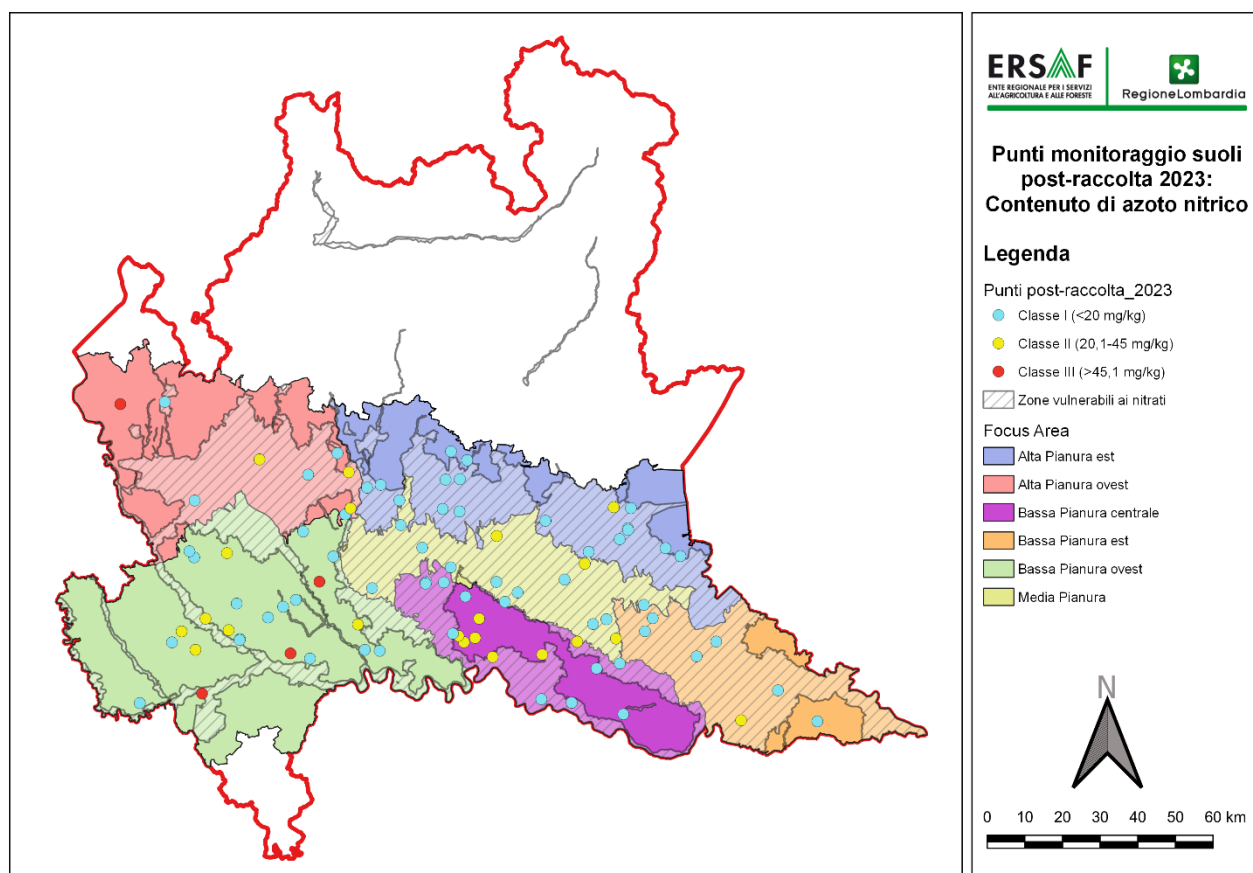 ERSAF
ENTE REGIONALE PER I SERVIZI
ALL'AGRICOLTURA E ALLE FORESTE
RegioneLombardia
Punti monitoraggio suoli
post-raccolta 2023:
Contenuto di azoto nitrico
Legenda
Punti post-raccolta_2023
Classe I (<20 mg/kg)
Classe II (20,1-45 mg/kg)
Classe III (>45,1 mg/kg)
Zone vulnerabili ai nitrati
Focus Area
Alta Pianura est
Alta Pianura ovest
Bassa Pianura centrale
Bassa Pianura est
Bassa Pianura ovest
Media Pianura
N
0 10 20 30 40 50 60 km